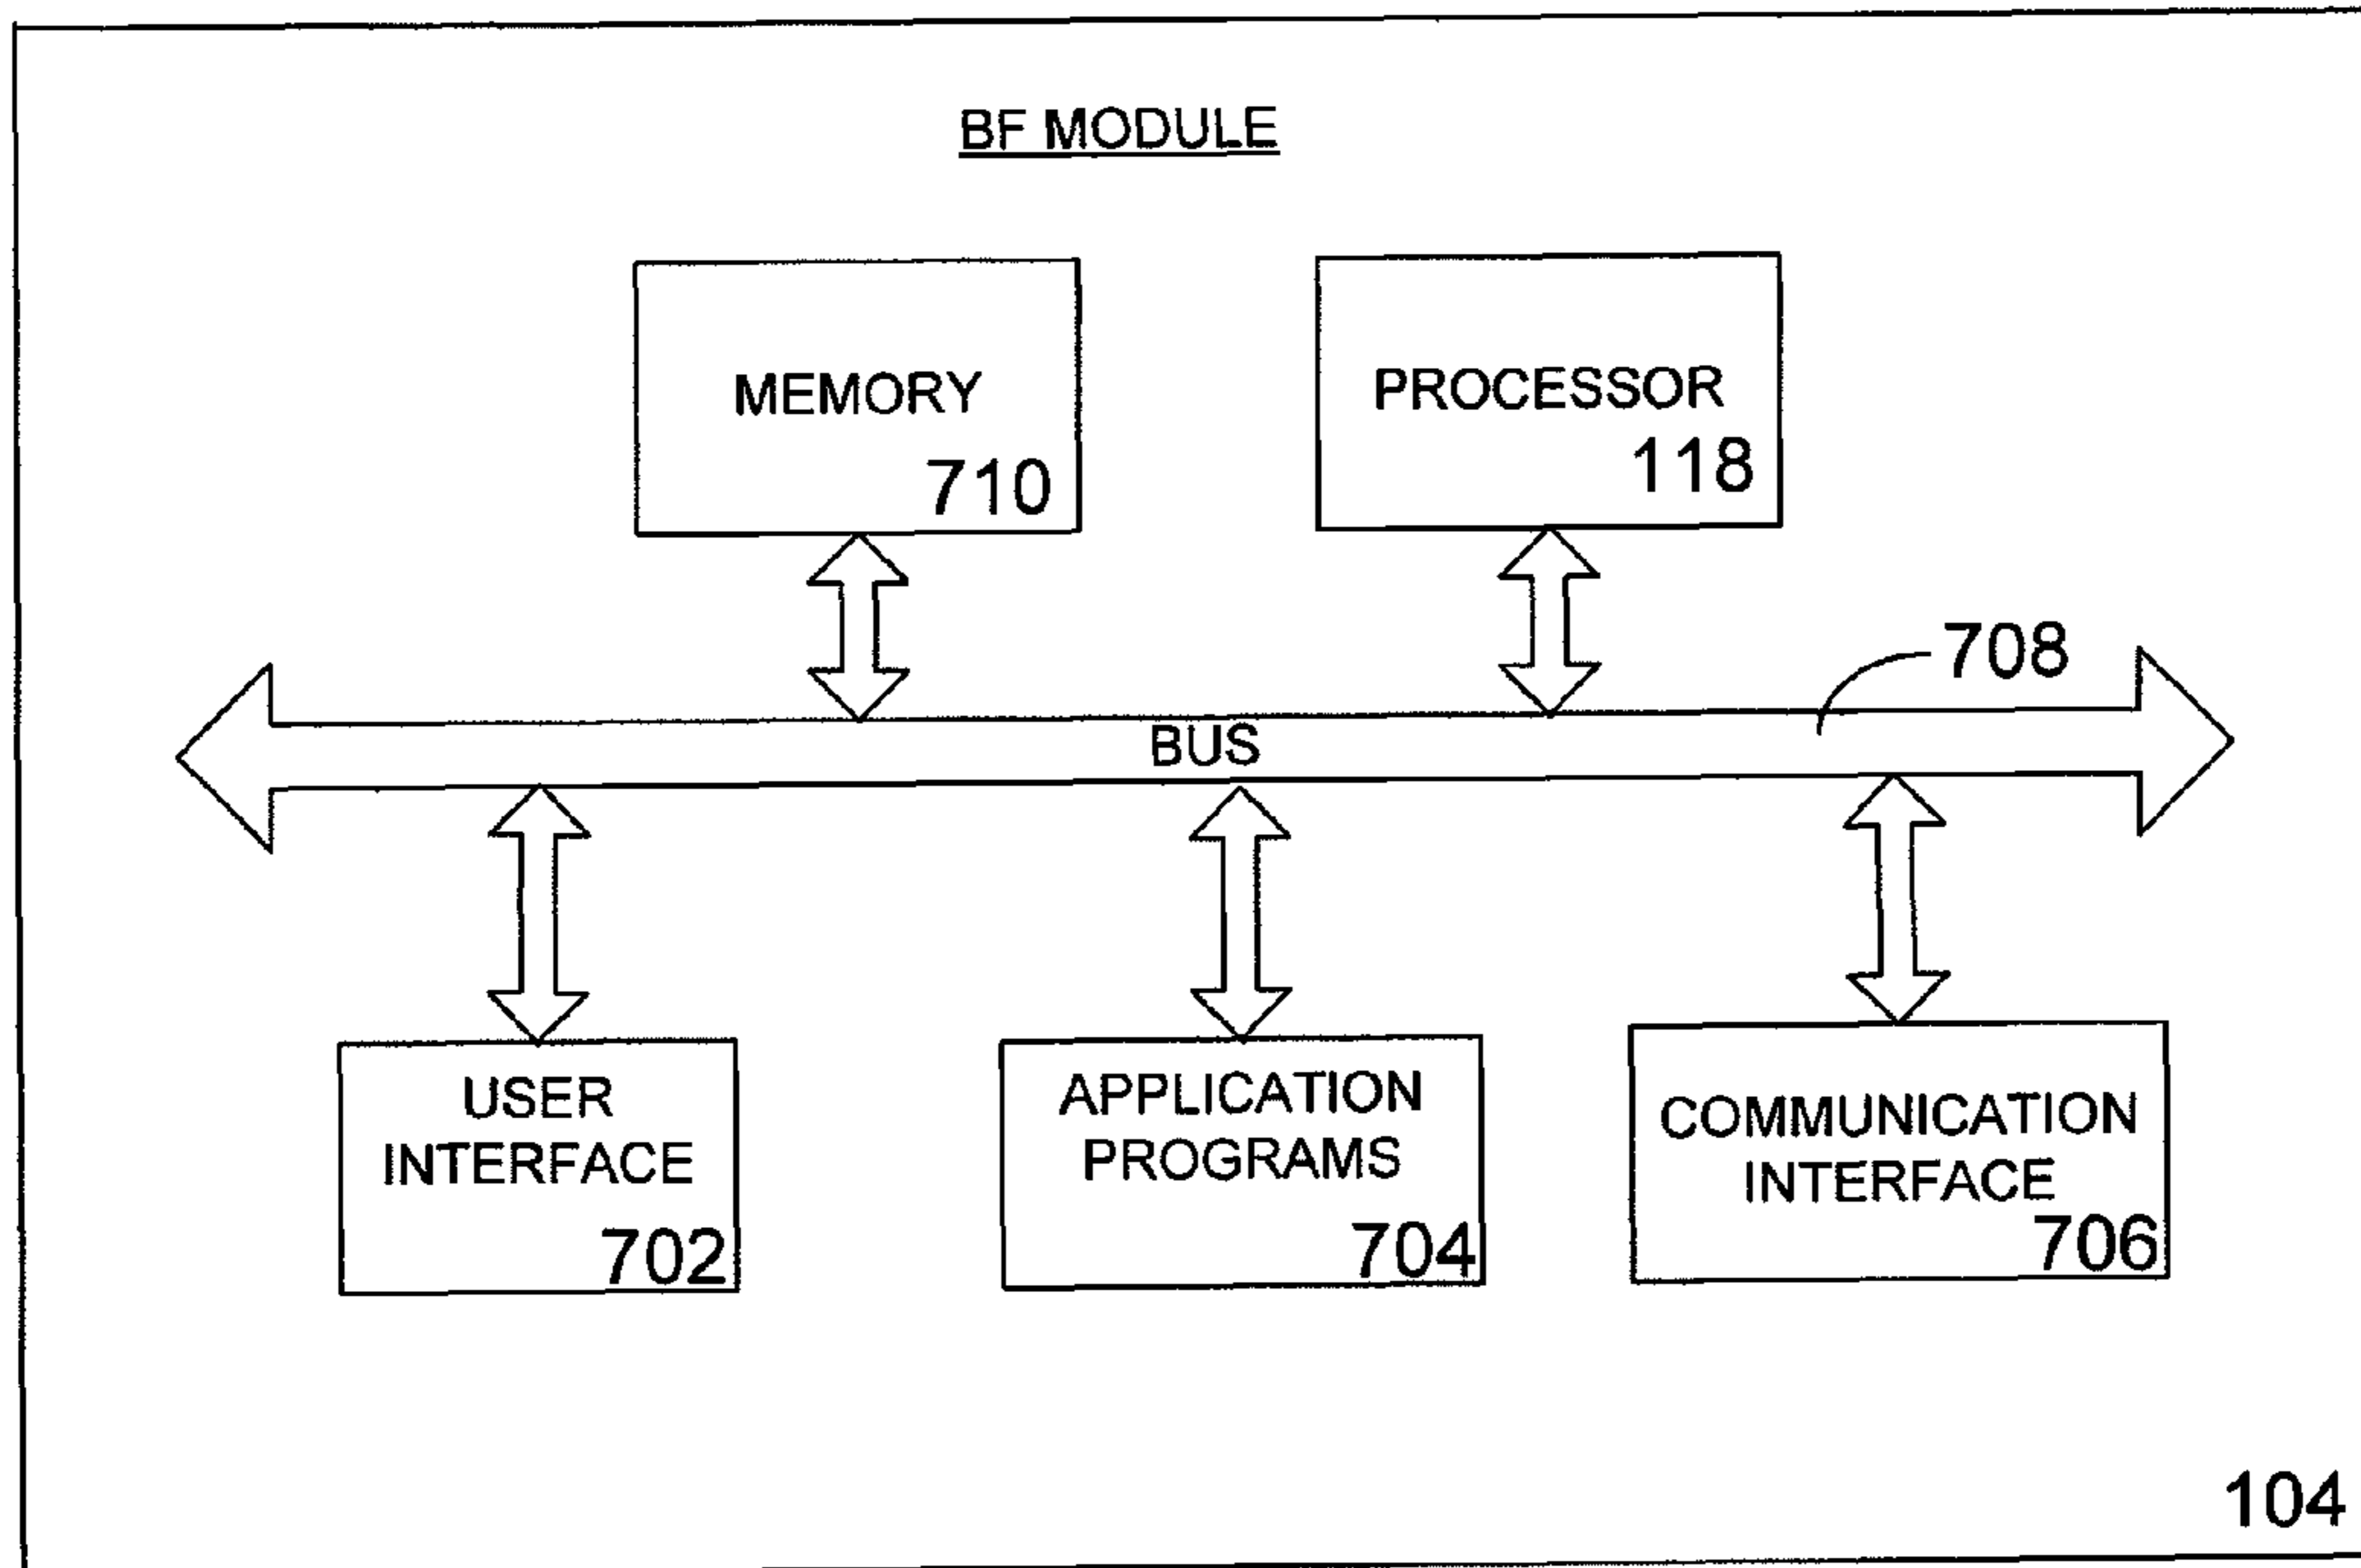 BF MODULE
MEMORY
710
PROCESSOR
118
708
BUS
USER
INTERFACE
702
APPLICATION
PROGRAMS
704
COMMUNICATION
INTERFACE
706
104